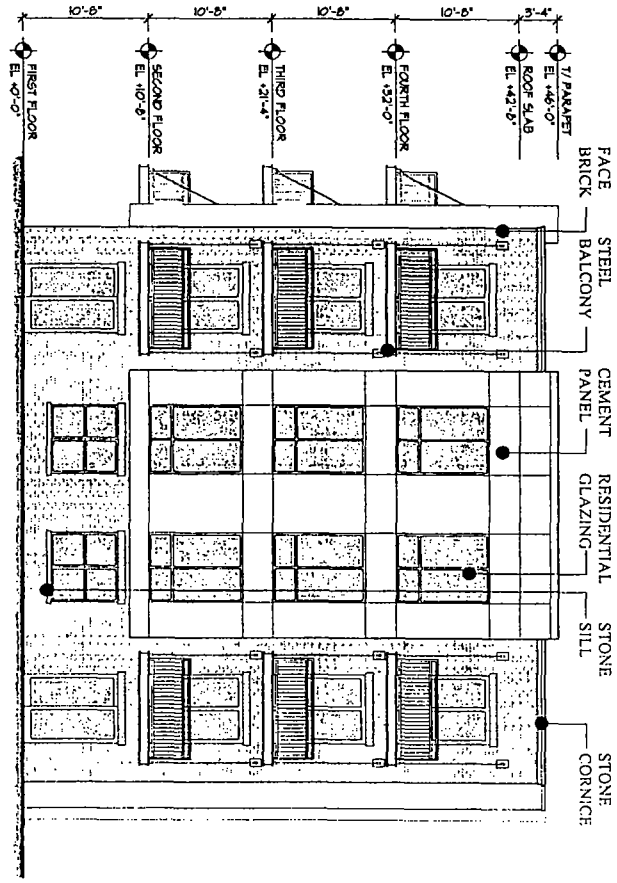 FACE
BRICK
STEEL
BALCONY
CEMENT
PANEL
RESIDENTIAL
GLAZING
STONE
SILL
STONE
CORNICE
T/ PARAPET
EL +46'-0"
3'-4"
ROOF SLAB
EL +42'-8"
10'-8"
FOURTH FLOOR
EL +32'-0"
10'-8"
THIRD FLOOR
EL +21'-4"
10'-8"
SECOND FLOOR
EL +10'-8"
10'-8"
FIRST FLOOR
EL +0'-0"